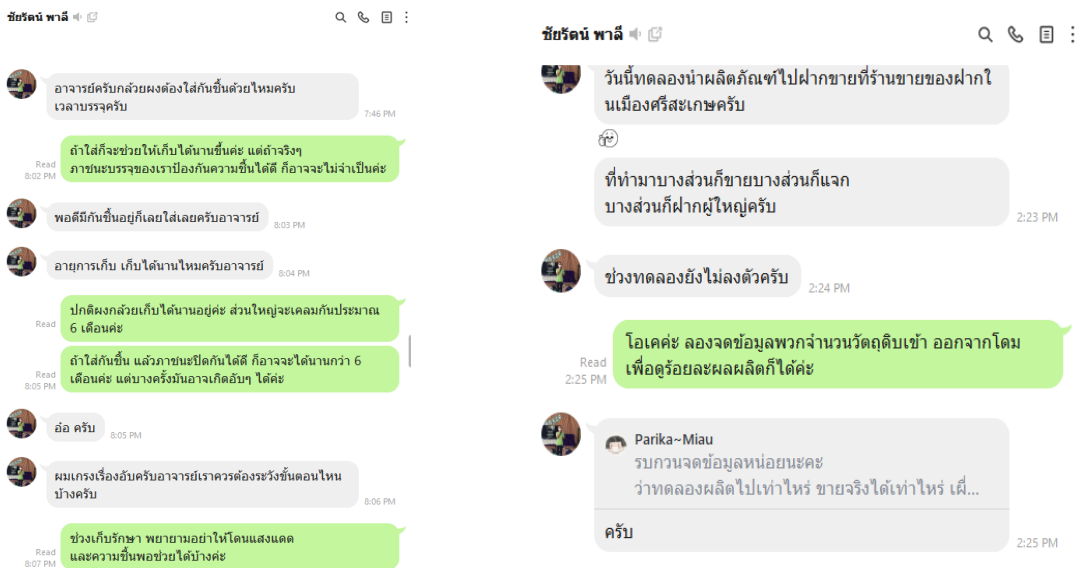 ชัยรัตน์ พาลี
อาจารย์ครับกล้วยผงต้องใส่กันชื้นด้วยไหมครับ
เวลาบรรจุครับ
7:46 PM
ถ้าใส่ก็จะช่วยให้เก็บได้นานขึ้นค่ะ แต่ถ้าจริงๆ
ภาชนะบรรจุของเราป้องกันความชื้นได้ดี ก็อาจจะไม่จำเป็นค่ะ
Read
8:02 PM
พอดีมีกันชื้นอยู่ก็เลยใส่เลยครับอาจารย์
8:03 PM
อายุการเก็บ เก็บได้นานไหมครับอาจารย์
8:04 PM
ปกติผงกล้วยเก็บได้นานอยู่ค่ะ ส่วนใหญ่จะเคลมกันประมาณ
6 เดือนค่ะ
Read
ถ้าใส่กันชื้น แล้วภาชนะปิดกันได้ดี ก็อาจจะได้นานกว่า 6
เดือนค่ะ แต่บางครั้งมันอาจเกิดอับๆ ได้ค่ะ
Read
8:05 PM
อ๋อ ครับ
8:05 PM
ผมเกรงเรื่องอับครับอาจารย์เราควรต้องระวังขั้นตอนไหน
บ้างครับ
8:06 PM
ช่วงเก็บรักษา พยายามอย่าให้โดนแสงแดด
และความชื้นพอช่วยได้บ้างค่ะ
Read
8:07 PM
ชัยรัตน์ พาลี
วันนี้ทดลองนำผลิตภัณฑ์ไปฝากขายที่ร้านขายของฝากใ
นเมืองศรีสะเกษครับ
ที่ทำมาบางส่วนก็ขายบางส่วนก็แจก
บางส่วนก็ฝากผู้ใหญ่ครับ
2:23 PM
ช่วงทดลองยังไม่ลงตัวครับ
2:24 PM
โอเคค่ะ ลองจดข้อมูลพวกจำนวนวัตถุดิบเข้า ออกจากโดม
เพื่อดูร้อยละผลผลิตก็ได้ค่ะ
Read
2:25 PM
Parika~Miau
รบกวนจดข้อมูลหน่อยนะคะ
ว่าทดลองผลิตไปเท่าไหร่ ขายจริงได้เท่าไหร่ เผื่...
ครับ
2:25 PM